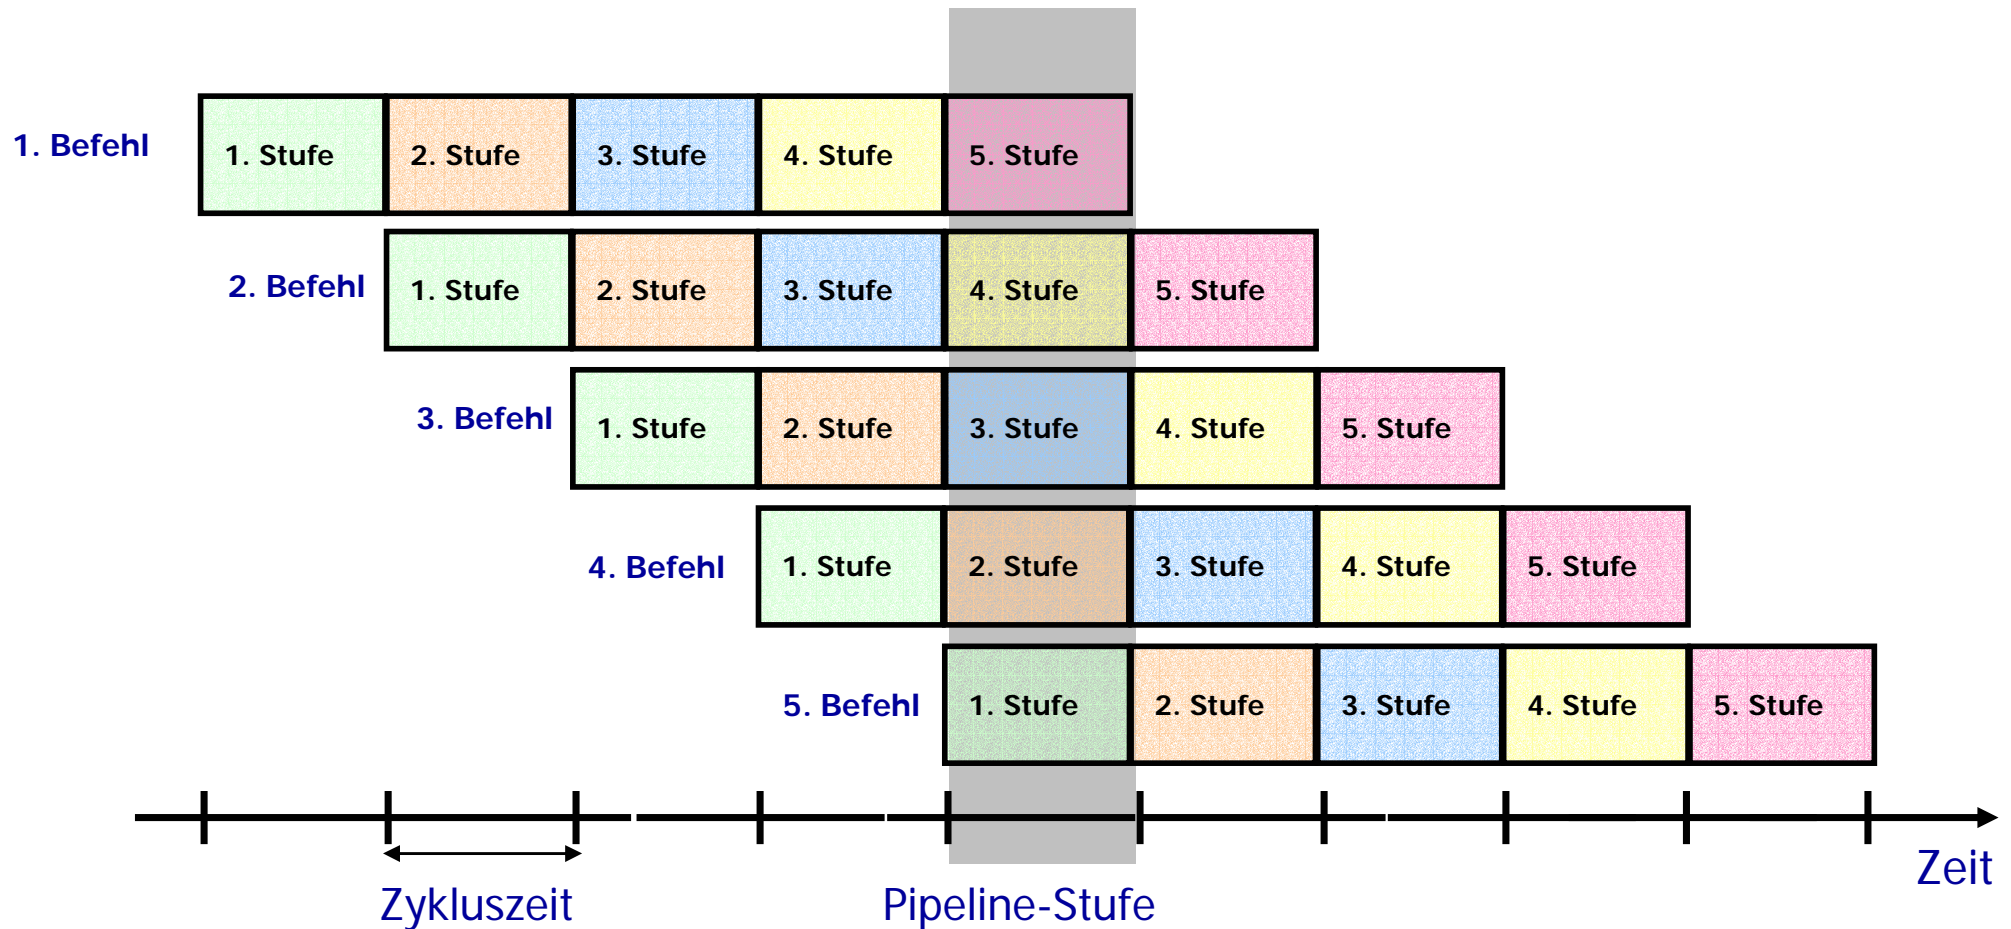 1. Befehl 1. Stufe 2. Stufe 3. Stufe 4. Stufe 5. Stufe
2. Befehl 1. Stufe 2. Stufe 3. Stufe 4. Stufe 5. Stufe
3. Befehl 1. Stufe 2. Stufe 3. Stufe 4. Stufe 5. Stufe
4. Befehl 1. Stufe 2. Stufe 3. Stufe 4. Stufe 5. Stufe
5. Befehl 1. Stufe 2. Stufe 3. Stufe 4. Stufe 5. Stufe
Zeit
Zykluszeit Pipeline-Stufe